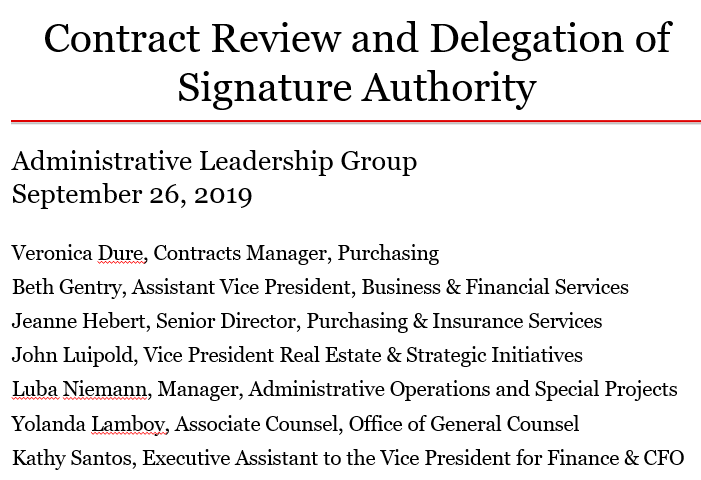 Contract Review and Delegation of
Signature Authority
Administrative Leadership Group
September 26, 2019
Veronica Dure, Contracts Manager, Purchasing
Beth Gentry, Assistant Vice President, Business & Financial Services
Jeanne Hebert, Senior Director, Purchasing & Insurance Services
John Luipold, Vice President Real Estate & Strategic Initiatives
Luba Niemann, Manager, Administrative Operations and Special Projects
Yolanda Lamboy, Associate Counsel, Office of General Counsel
Kathy Santos, Executive Assistant to the Vice President for Finance & CFO